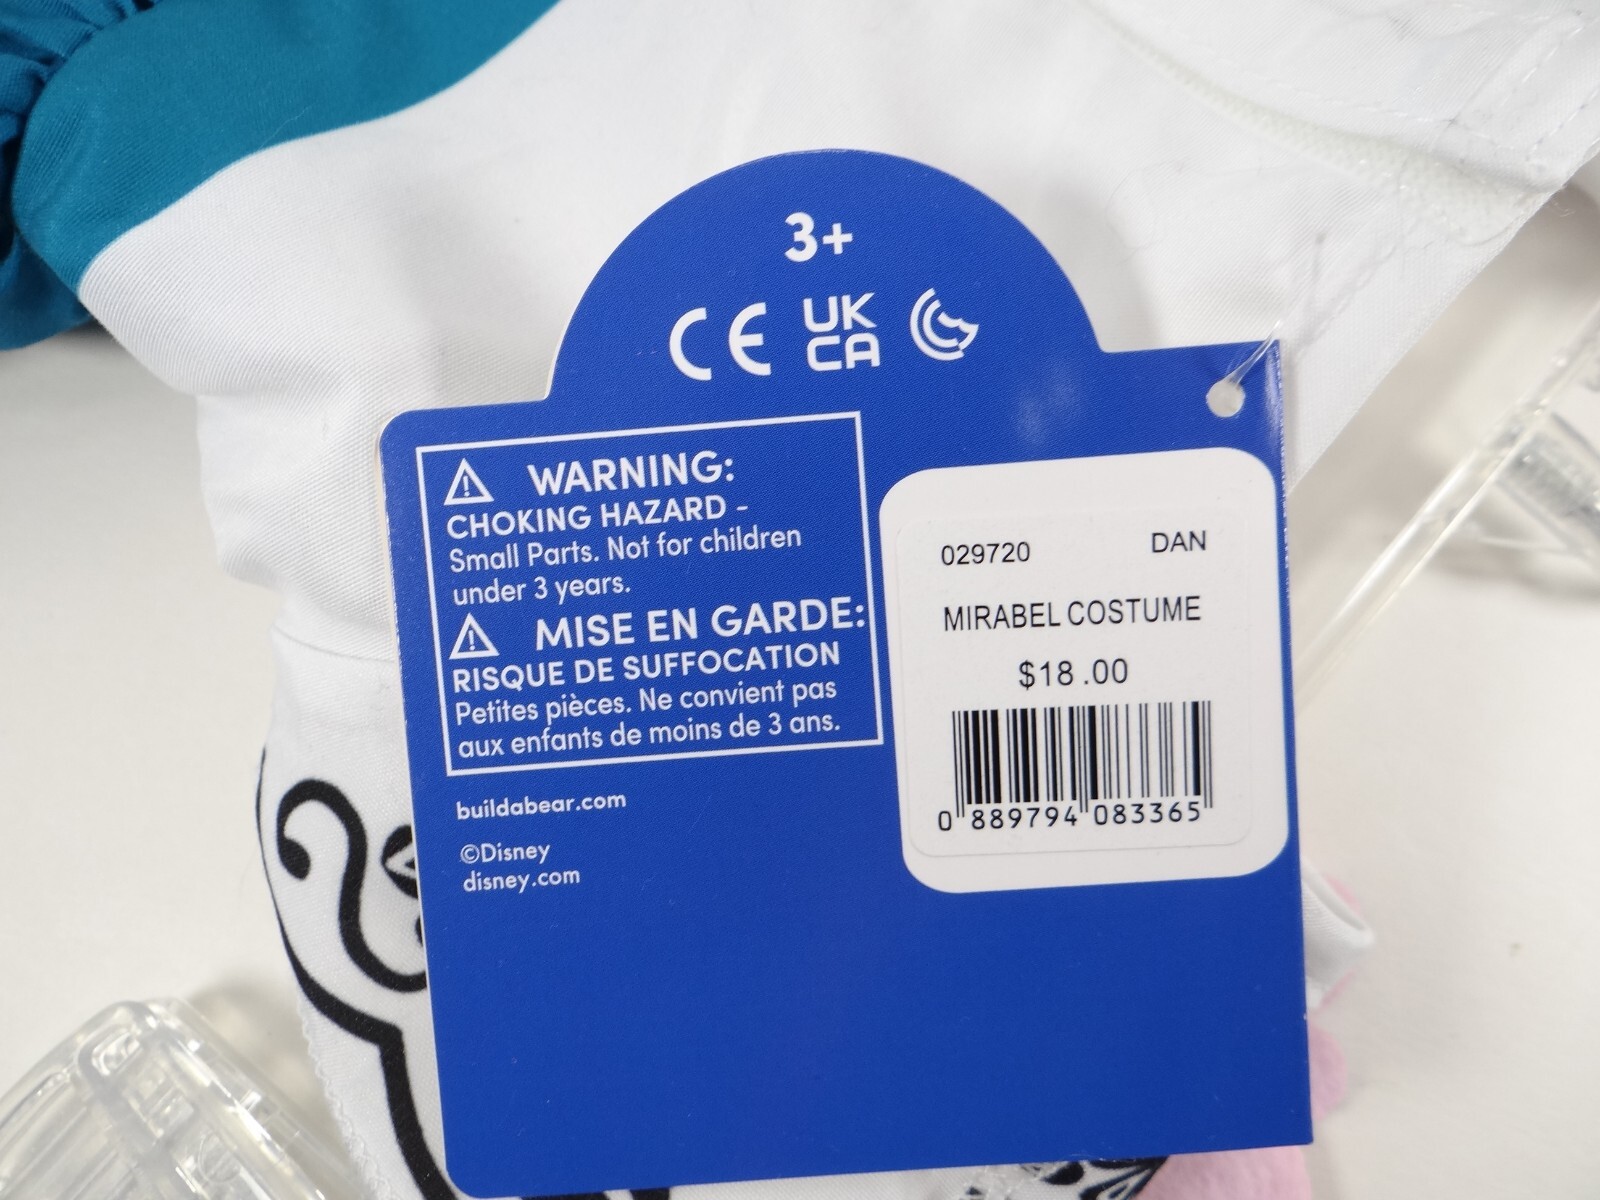 3+
CE UK
CA
WARNING:
CHOKING HAZARD -
Small Parts. Not for children
under 3 years.
MISE EN GARDE:
RISQUE DE SUFFOCATION
Petites pièces. Ne convient pas
aux enfants de moins de 3 ans.
buildabear.com
©Disney
disney.com
029720 DAN
MIRABEL COSTUME
$18.00
0 889794 083365